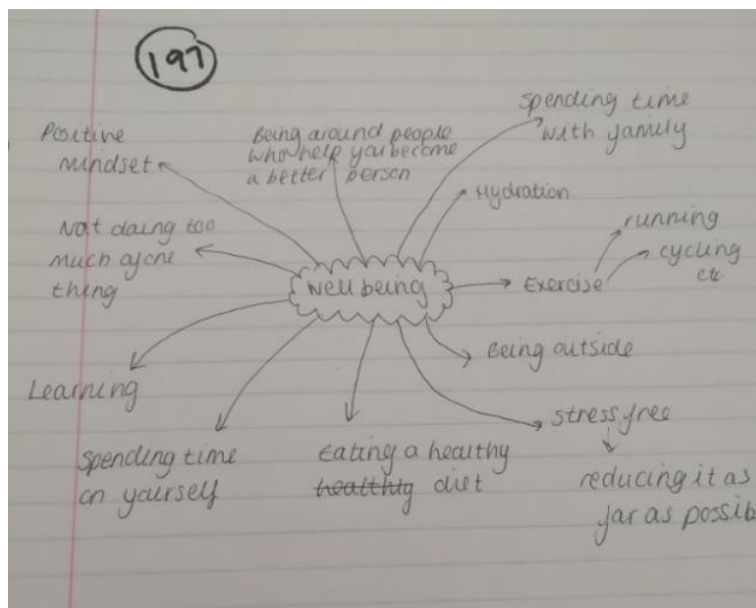 197
Positive
mindset
Being around people
who help you become
a better person
Spending time
with family
Hydration
Not doing too
much of one
thing
Well being
Exercise
running
cycling
etc
Being outside
Learning
Stress free
Spending time
on yourself
Eating a healthy
healthy diet
reducing it as
far as possib